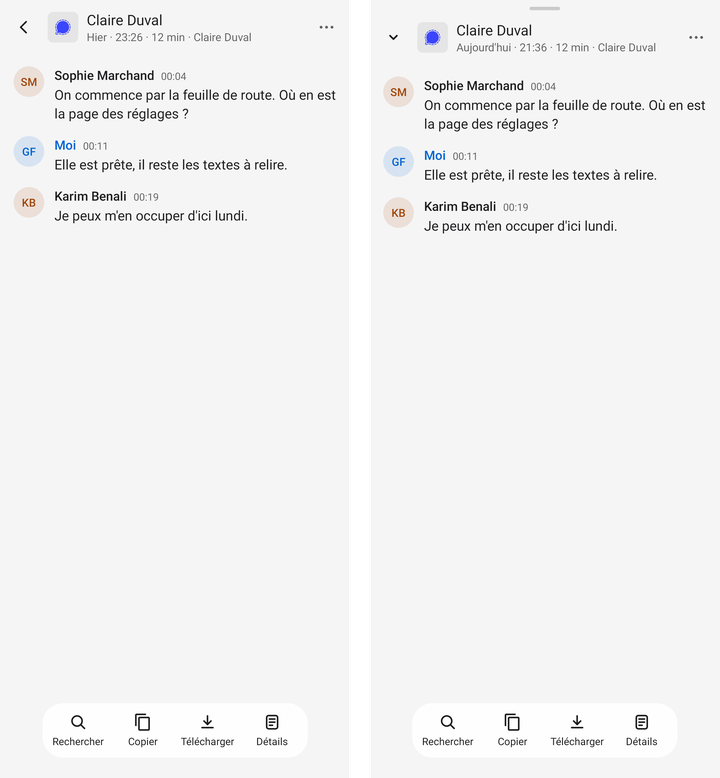 Claire Duval
Hier · 23:26 · 12 min · Claire Duval
SM
Sophie Marchand 00:04
On commence par la feuille de route. Où en est
la page des réglages ?
GF
Moi 00:11
Elle est prête, il reste les textes à relire.
KB
Karim Benali 00:19
Je peux m'en occuper d'ici lundi.
Rechercher
Copier
Télécharger
Détails
Claire Duval
Aujourd'hui · 21:36 · 12 min · Claire Duval
SM
Sophie Marchand 00:04
On commence par la feuille de route. Où en est
la page des réglages ?
GF
Moi 00:11
Elle est prête, il reste les textes à relire.
KB
Karim Benali 00:19
Je peux m'en occuper d'ici lundi.
Rechercher
Copier
Télécharger
Détails